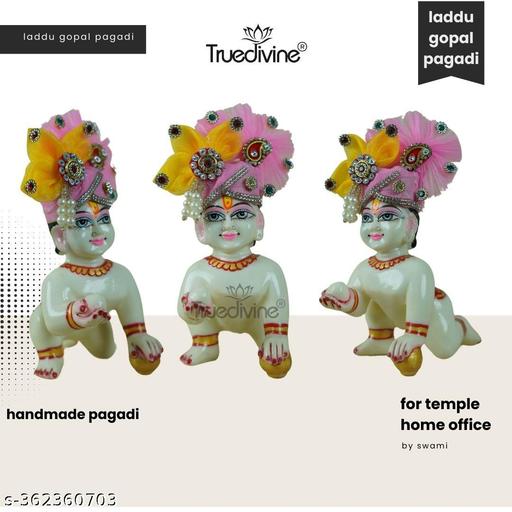 laddu gopal pagadi
Truedivine®
laddu
gopal
pagadi
Truedivine®
handmade pagadi
for temple
home office
by swami
s-362360703